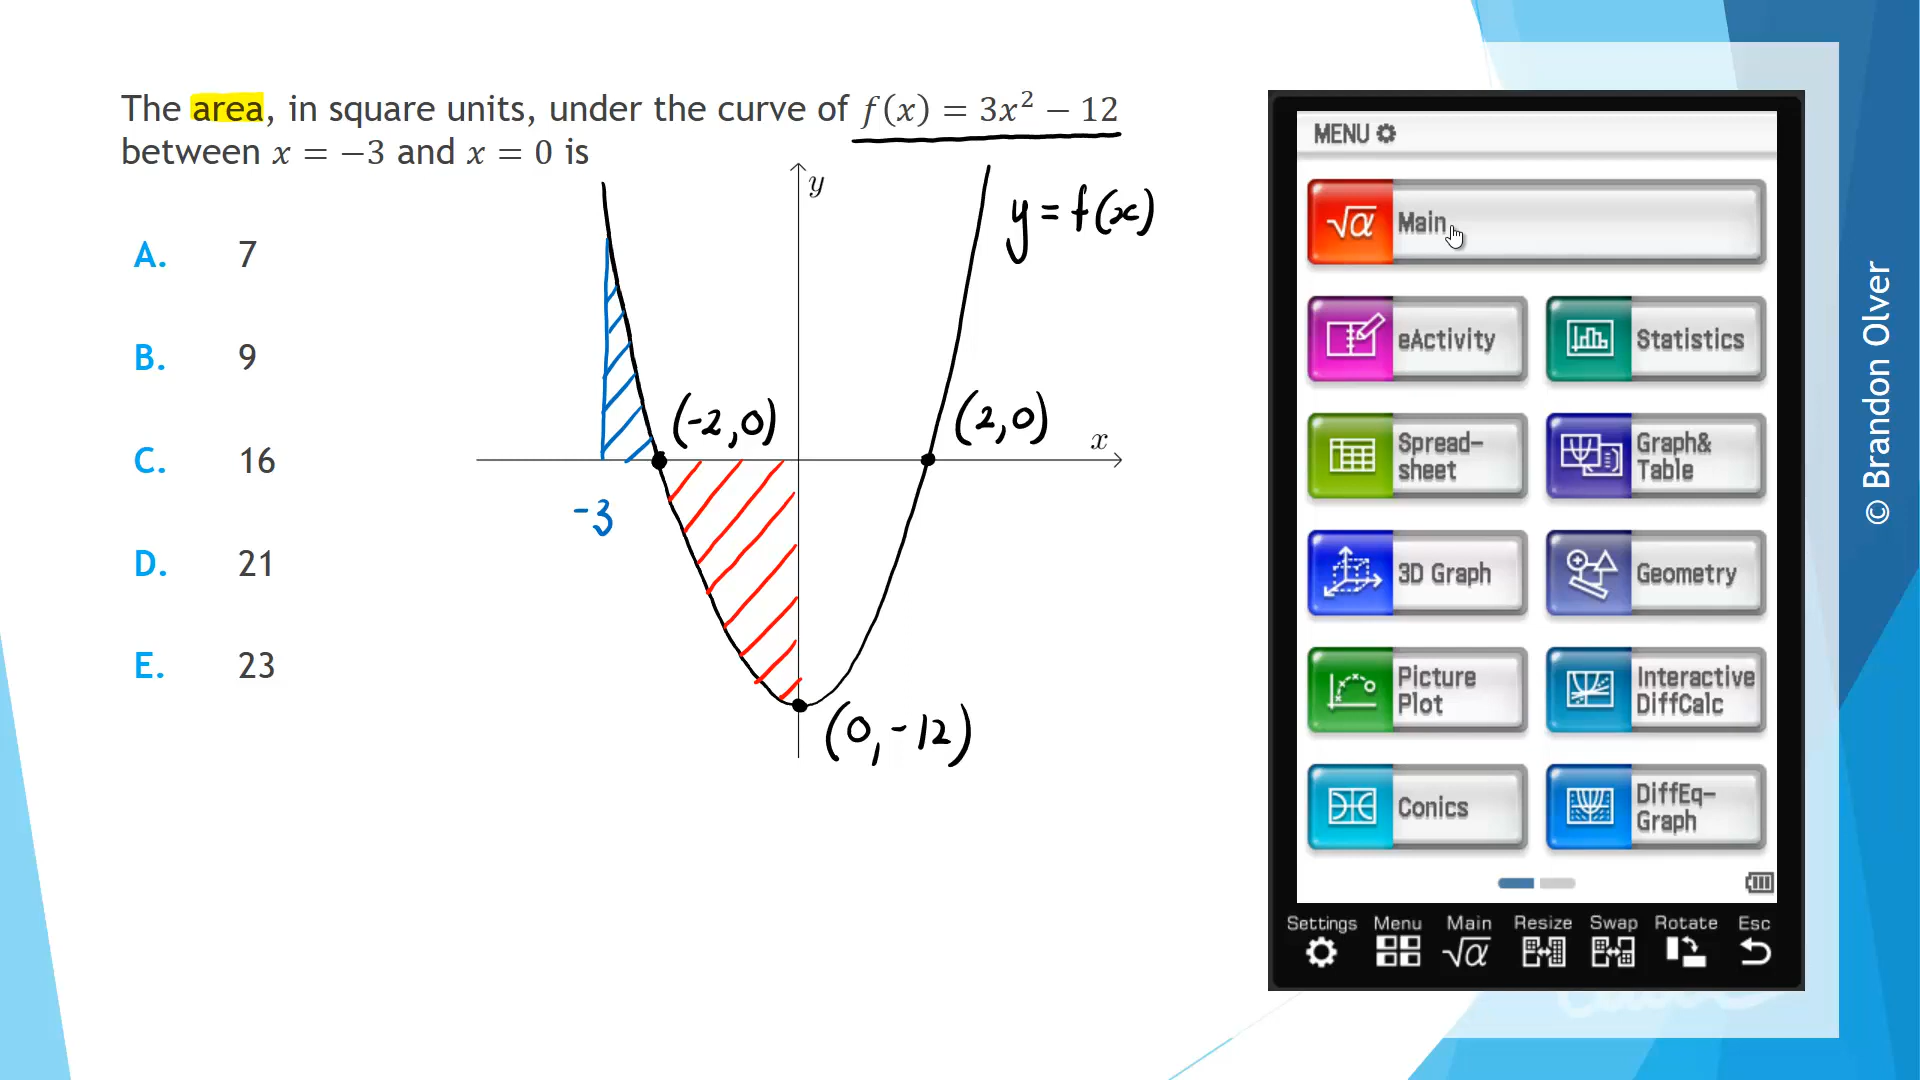 The area, in square units, under the curve of f(x) = 3x² − 12
between x = −3 and x = 0 is
A. 7
B. 9
C. 16
D. 21
E. 23
y
y = f(x)
(-2,0)
(2,0)
x
-3
(0,-12)
MENU
√α Main
eActivity
Statistics
Spread-
sheet
Graph&
Table
3D Graph
Geometry
Picture
Plot
Interactive
DiffCalc
Conics
DiffEq-
Graph
Settings Menu Main Resize Swap Rotate Esc
√α
© Brandon Olver